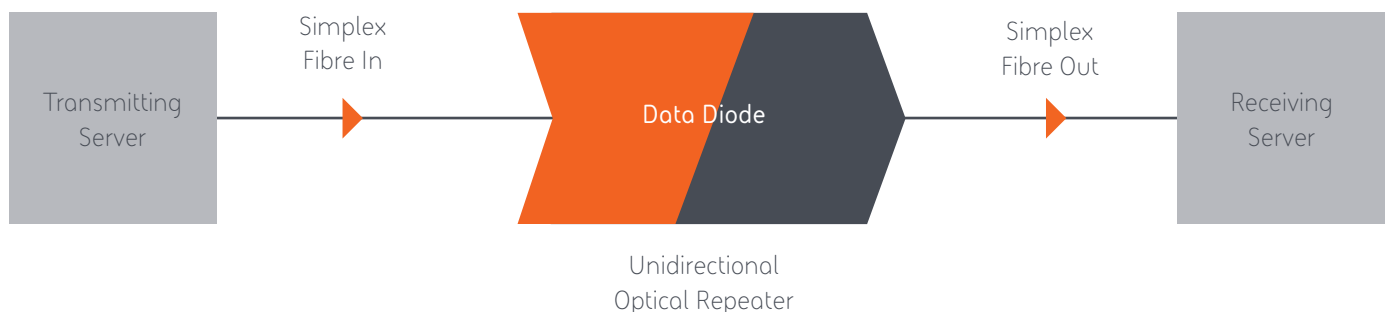 Transmitting
Server
Simplex
Fibre In
Data Diode
Unidirectional
Optical Repeater
Simplex
Fibre Out
Receiving
Server